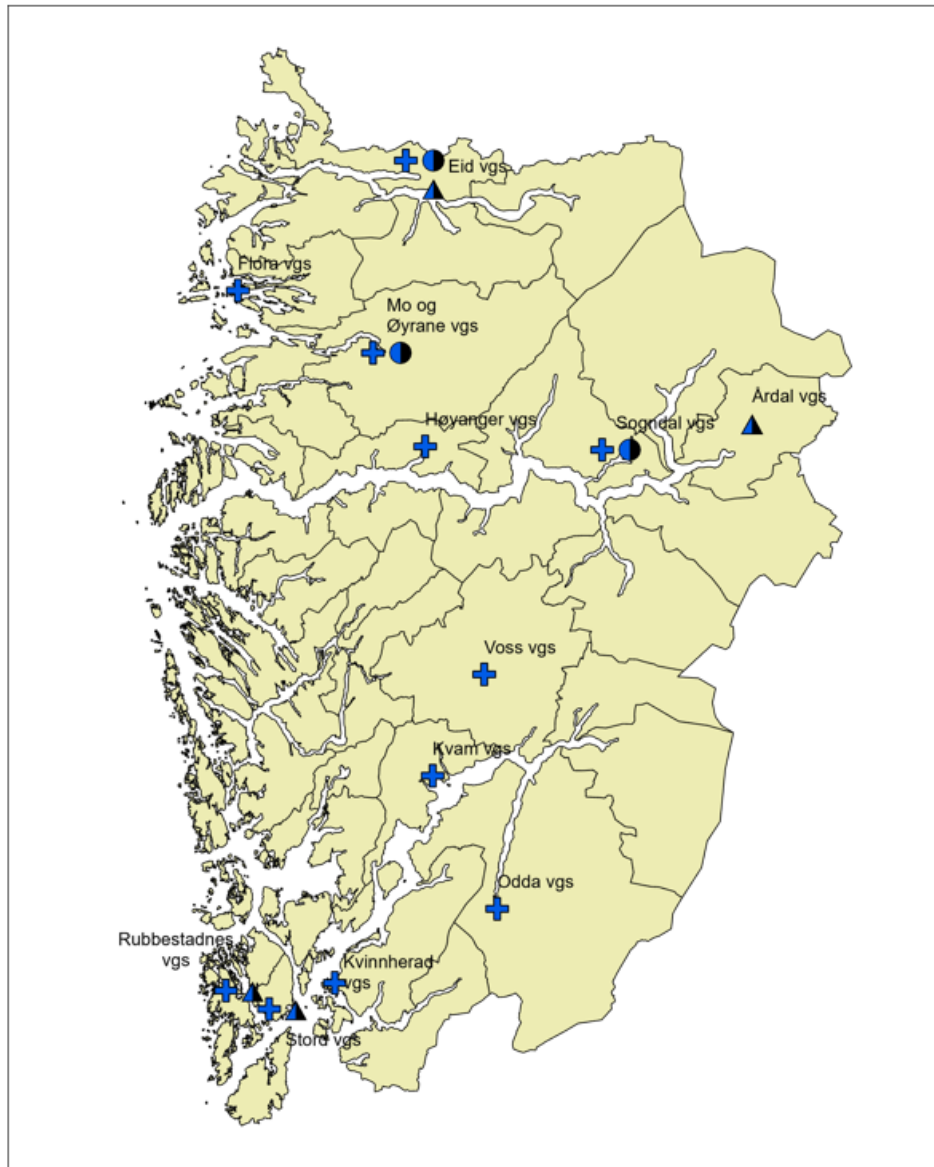 Eid vgs
Flora vgs
Mo og
Øyrane vgs
Årdal vgs
Høyanger vgs
Sogndal vgs
Voss vgs
Kvam vgs
Odda vgs
Rubbestadnes
vgs
Kvinnherad
vgs
Stord vgs